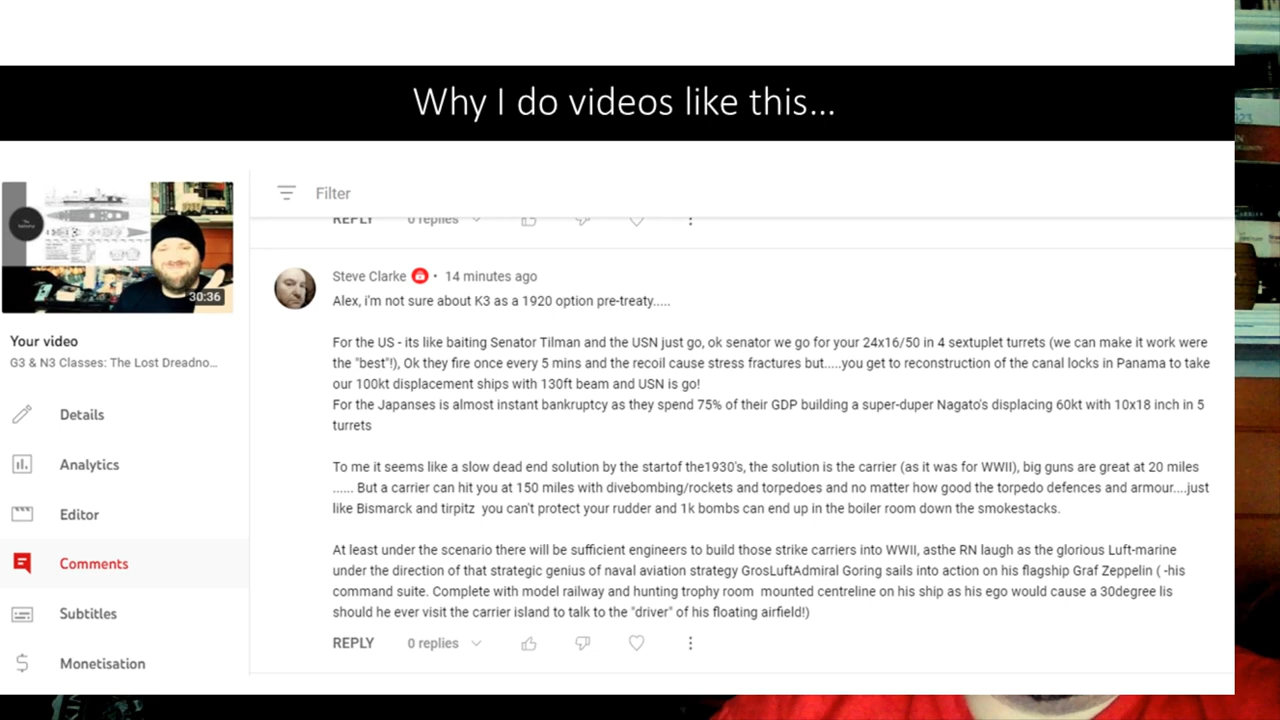 Why I do videos like this...
Filter
REPLY 0 replies
30:36
Your video
G3 & N3 Classes: The Lost Dreadno...
Details
Analytics
Editor
Comments
Subtitles
Monetisation
Steve Clarke • 14 minutes ago
Alex, i'm not sure about K3 as a 1920 option pre-treaty.....
For the US - its like baiting Senator Tilman and the USN just go, ok senator we go for your 24x16/50 in 4 sextuplet turrets (we can make it work were
the "best"!), Ok they fire once every 5 mins and the recoil cause stress fractures but.....you get to reconstruction of the canal locks in Panama to take
our 100kt displacement ships with 130ft beam and USN is go!
For the Japanses is almost instant bankruptcy as they spend 75% of their GDP building a super-duper Nagato's displacing 60kt with 10x18 inch in 5
turrets
To me it seems like a slow dead end solution by the startof the1930's, the solution is the carrier (as it was for WWII), big guns are great at 20 miles
...... But a carrier can hit you at 150 miles with divebombing/rockets and torpedoes and no matter how good the torpedo defences and armour....just
like Bismarck and tirpitz you can't protect your rudder and 1k bombs can end up in the boiler room down the smokestacks.
At least under the scenario there will be sufficient engineers to build those strike carriers into WWII, asthe RN laugh as the glorious Luft-marine
under the direction of that strategic genius of naval aviation strategy GrosLuftAdmiral Goring sails into action on his flagship Graf Zeppelin ( -his
command suite. Complete with model railway and hunting trophy room mounted centreline on his ship as his ego would cause a 30degree lis
should he ever visit the carrier island to talk to the "driver" of his floating airfield!)
REPLY 0 replies